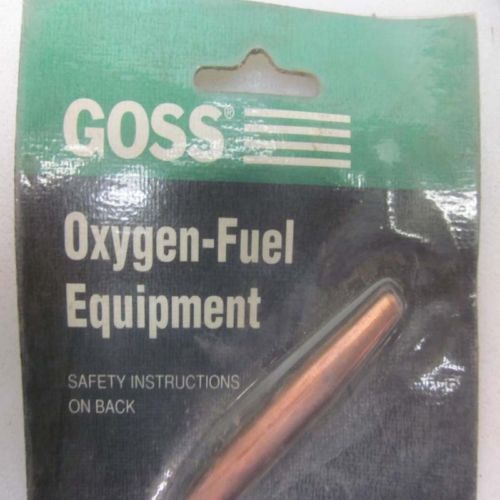 GOSS®
Oxygen-Fuel
Equipment
SAFETY INSTRUCTIONS
ON BACK